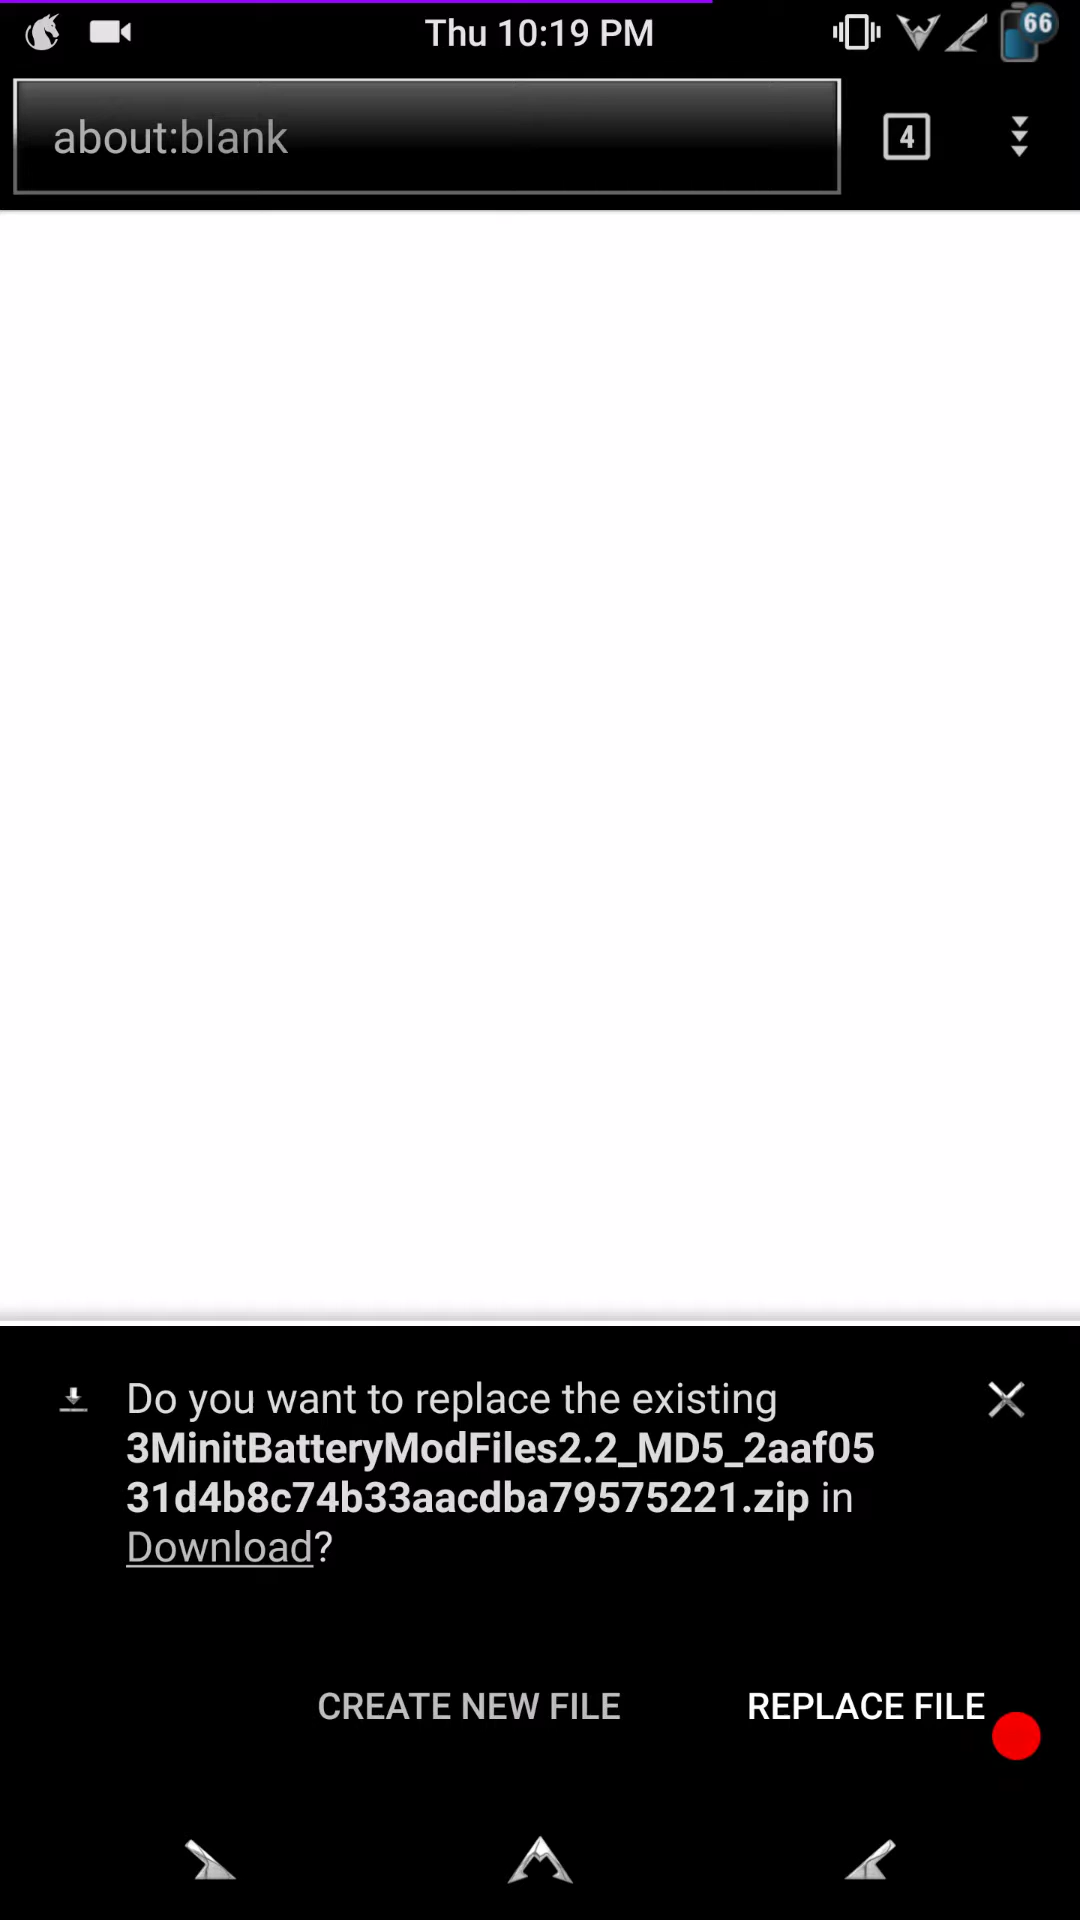 Thu 10:19 PM
66
about:blank
4
Do you want to replace the existing
3MinitBatteryModFiles2.2_MD5_2aaf05
31d4b8c74b33aacdba79575221.zip in
Download?
CREATE NEW FILE
REPLACE FILE